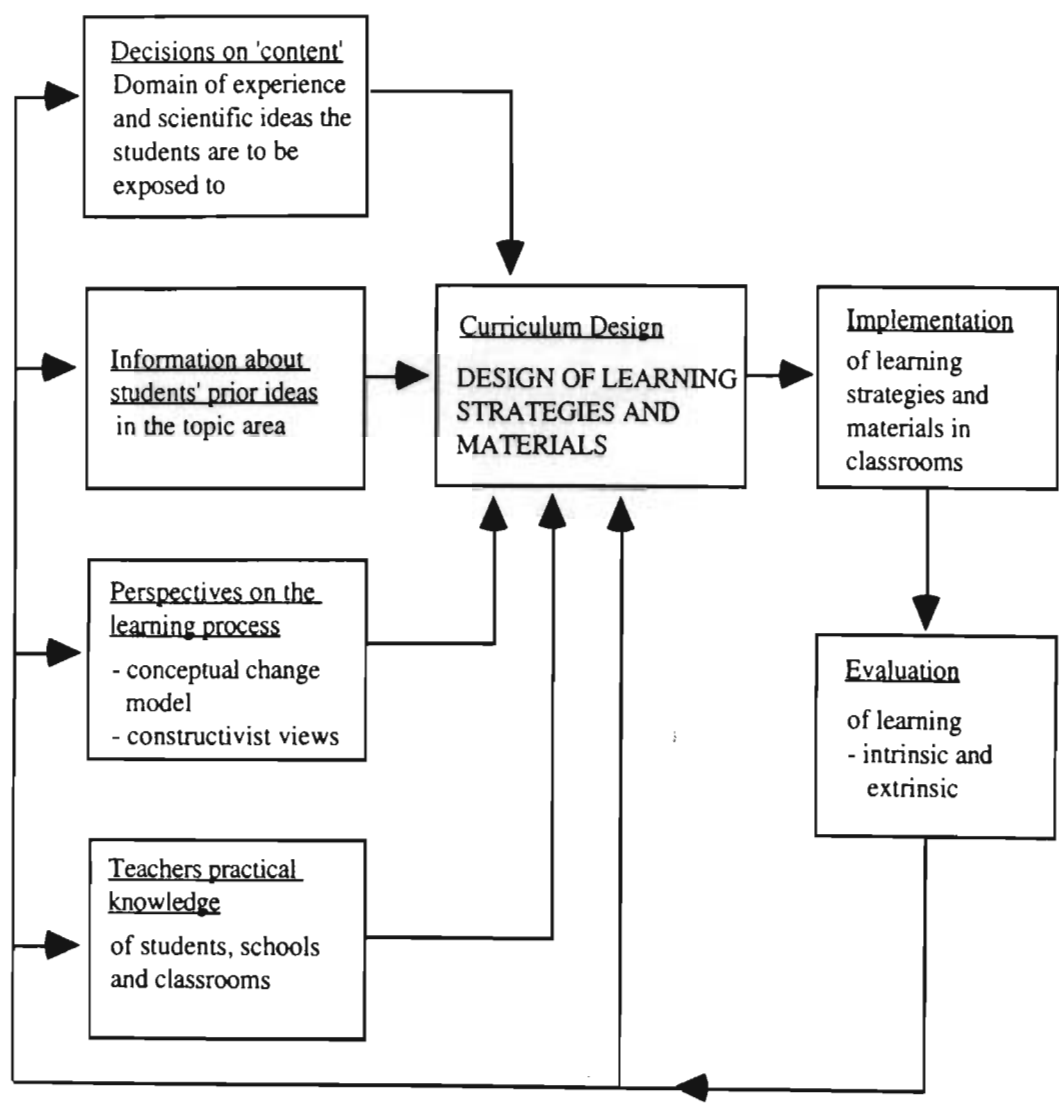 Decisions on 'content'
Domain of experience
and scientific ideas the
students are to be
exposed to
Information about
students' prior ideas
in the topic area
Perspectives on the
learning process
- conceptual change
model
- constructivist views
Teachers practical
knowledge
of students, schools
and classrooms
Curriculum Design
DESIGN OF LEARNING
STRATEGIES AND
MATERIALS
Implementation
of learning
strategies and
materials in
classrooms
Evaluation
of learning
- intrinsic and
extrinsic